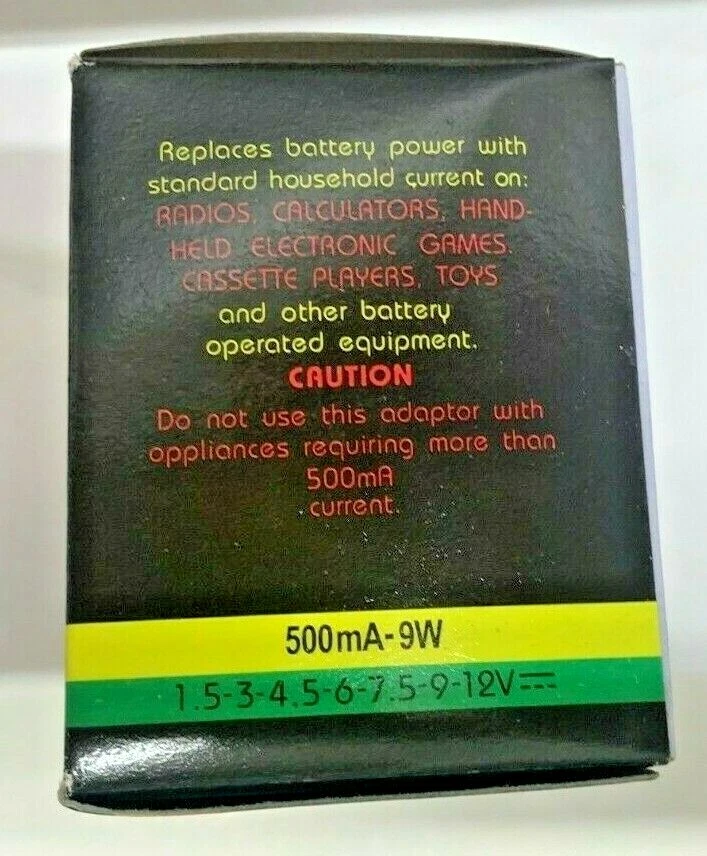 Replaces battery power with
standard household current on:
RADIOS, CALCULATORS, HAND-
HELD ELECTRONIC GAMES.
CASSETTE PLAYERS, TOYS
and other battery
operated equipment.
CAUTION
Do not use this adaptor with
appliances requiring more than
500mA
current.
500mA-9W
1.5-3-4.5-6-7.5-9-12V⎓